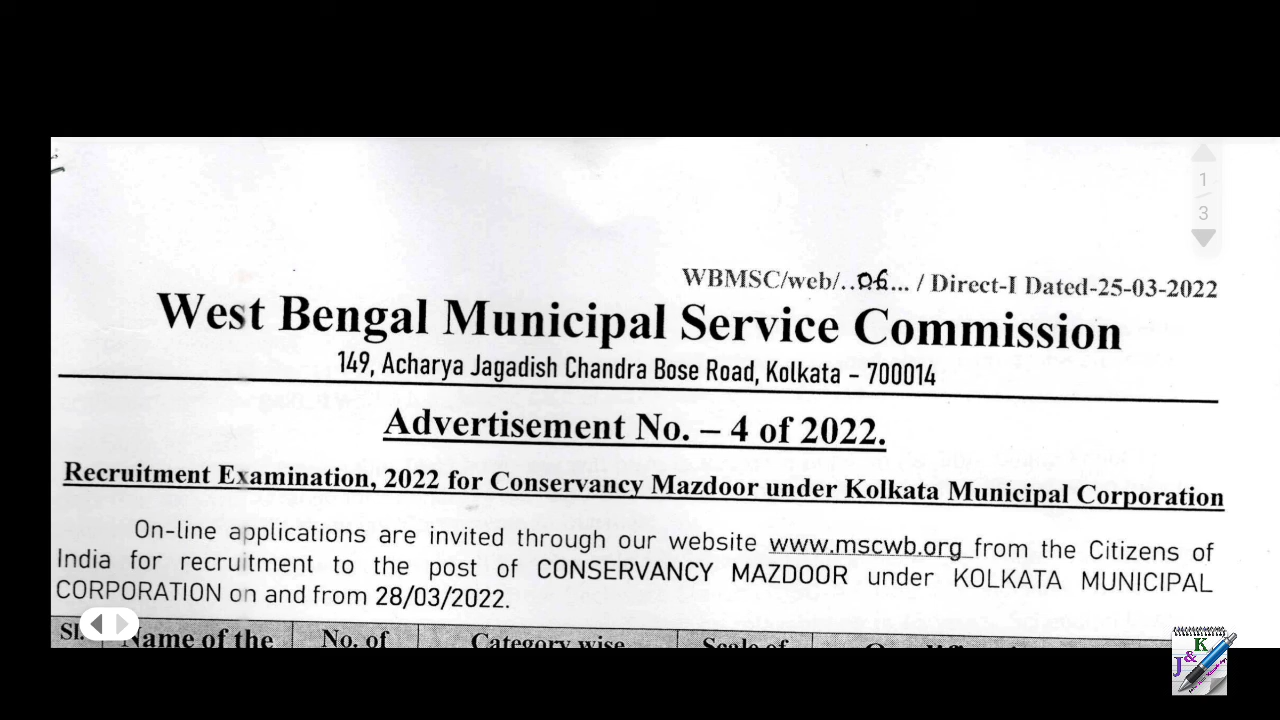 1
3
WBMSC/web/..06... / Direct-I Dated-25-03-2022
West Bengal Municipal Service Commission
149, Acharya Jagadish Chandra Bose Road, Kolkata – 700014
Advertisement No. – 4 of 2022.
Recruitment Examination, 2022 for Conservancy Mazdoor under Kolkata Municipal Corporation
On-line applications are invited through our website www.mscwb.org from the Citizens of
India for recruitment to the post of CONSERVANCY MAZDOOR under KOLKATA MUNICIPAL
CORPORATION on and from 28/03/2022.
Sl. Name of the No. of Category wise Scale of
J&K